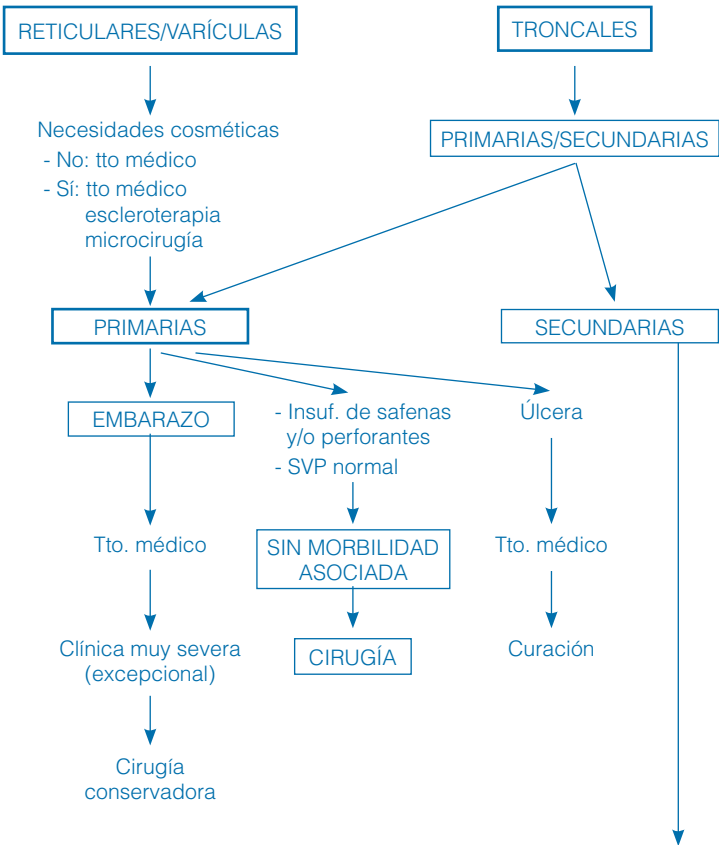 RETICULARES/VARÍCULAS
TRONCALES
Necesidades cosméticas
- No: tto médico
- Sí: tto médico
escleroterapia
microcirugía
PRIMARIAS/SECUNDARIAS
PRIMARIAS
SECUNDARIAS
EMBARAZO
- Insuf. de safenas
y/o perforantes
- SVP normal
Úlcera
Tto. médico
SIN MORBILIDAD
ASOCIADA
Tto. médico
Clínica muy severa
(excepcional)
CIRUGÍA
Curación
Cirugía
conservadora